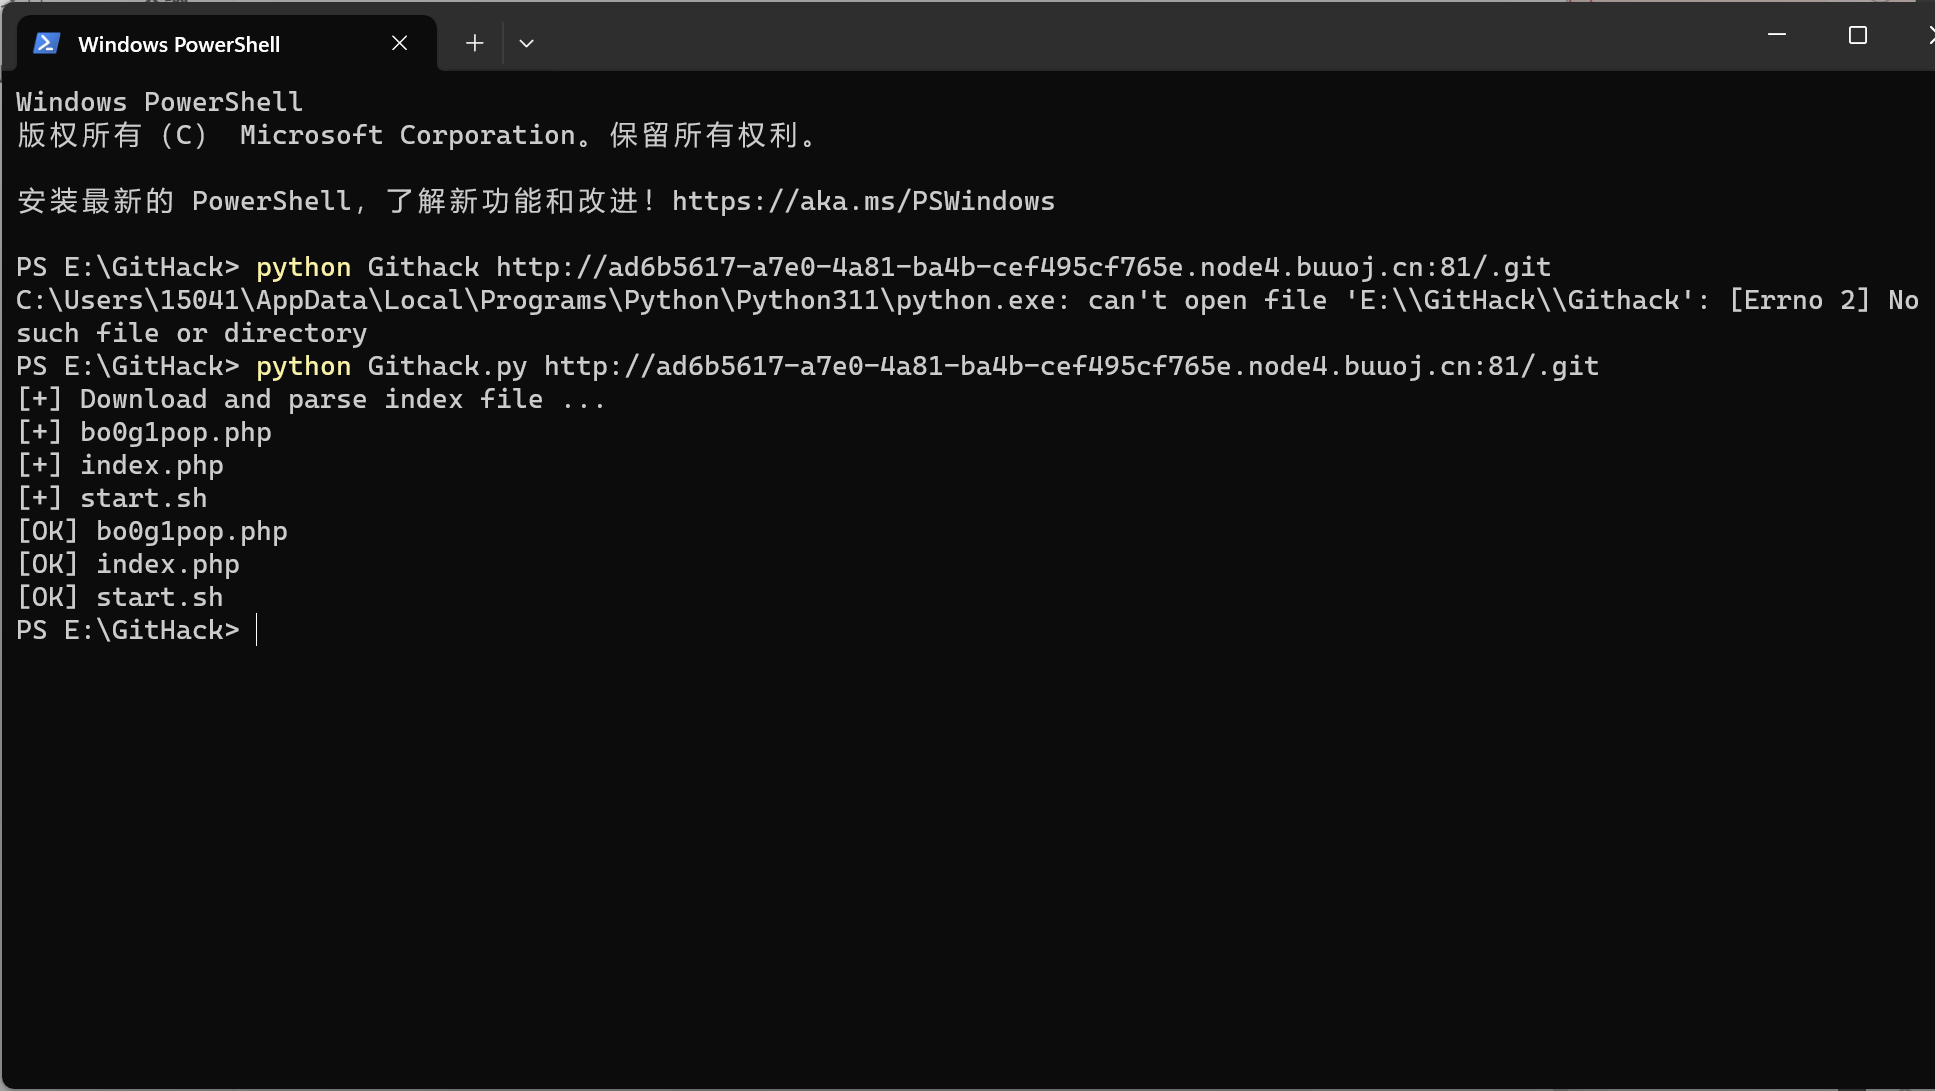 Windows PowerShell
Windows PowerShell
版权所有 (C) Microsoft Corporation。保留所有权利。
安装最新的 PowerShell，了解新功能和改进！https://aka.ms/PSWindows
PS E:\GitHack> python Githack http://ad6b5617-a7e0-4a81-ba4b-cef495cf765e.node4.buuoj.cn:81/.git
C:\Users\15041\AppData\Local\Programs\Python\Python311\python.exe: can't open file 'E:\\GitHack\\Githack': [Errno 2] No
such file or directory
PS E:\GitHack> python Githack.py http://ad6b5617-a7e0-4a81-ba4b-cef495cf765e.node4.buuoj.cn:81/.git
[+] Download and parse index file ...
[+] bo0g1pop.php
[+] index.php
[+] start.sh
[OK] bo0g1pop.php
[OK] index.php
[OK] start.sh
PS E:\GitHack>